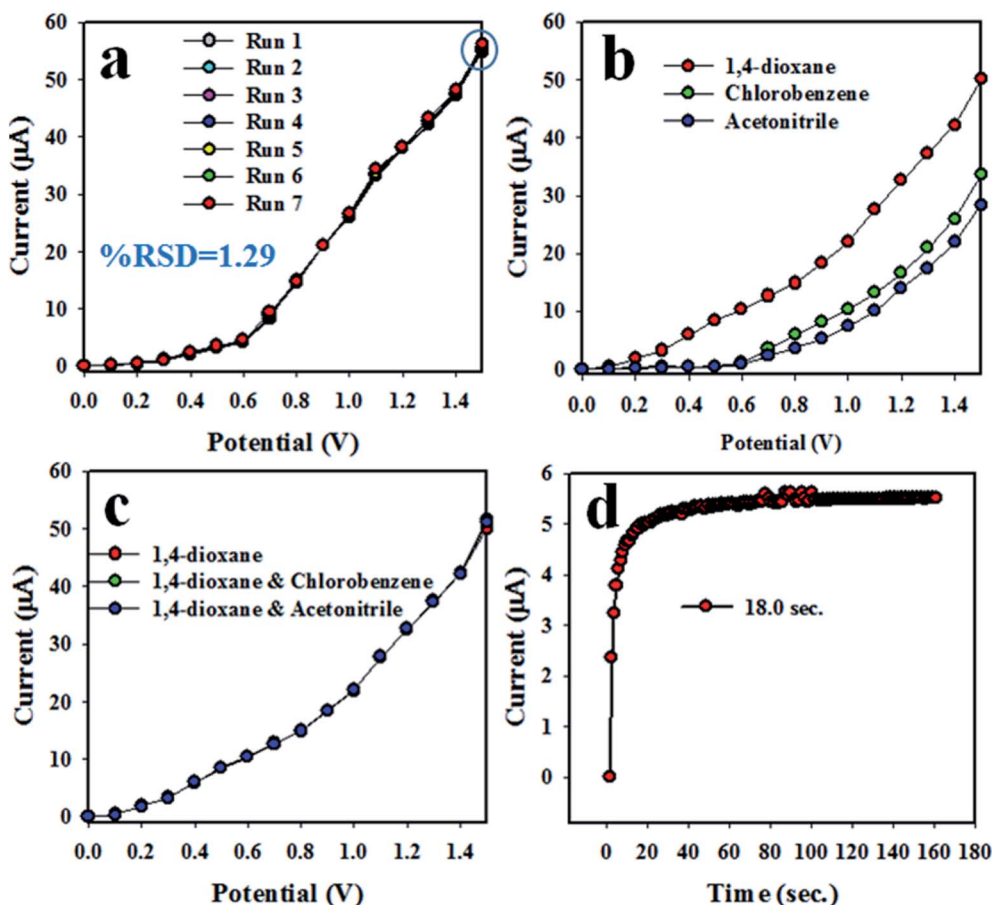 a
Run 1
Run 2
Run 3
Run 4
Run 5
Run 6
Run 7
%RSD=1.29
Current (µA)
60
50
40
30
20
10
0
0.0 0.2 0.4 0.6 0.8 1.0 1.2 1.4
Potential (V)
b
1,4-dioxane
Chlorobenzene
Acetonitrile
Current (µA)
60
50
40
30
20
10
0
0.0 0.2 0.4 0.6 0.8 1.0 1.2 1.4
Potential (V)
c
1,4-dioxane
1,4-dioxane & Chlorobenzene
1,4-dioxane & Acetonitrile
Current (µA)
60
50
40
30
20
10
0
0.0 0.2 0.4 0.6 0.8 1.0 1.2 1.4
Potential (V)
d
18.0 sec.
Current (µA)
6
5
4
3
2
1
0
0 20 40 60 80 100 120 140 160 180
Time (sec.)